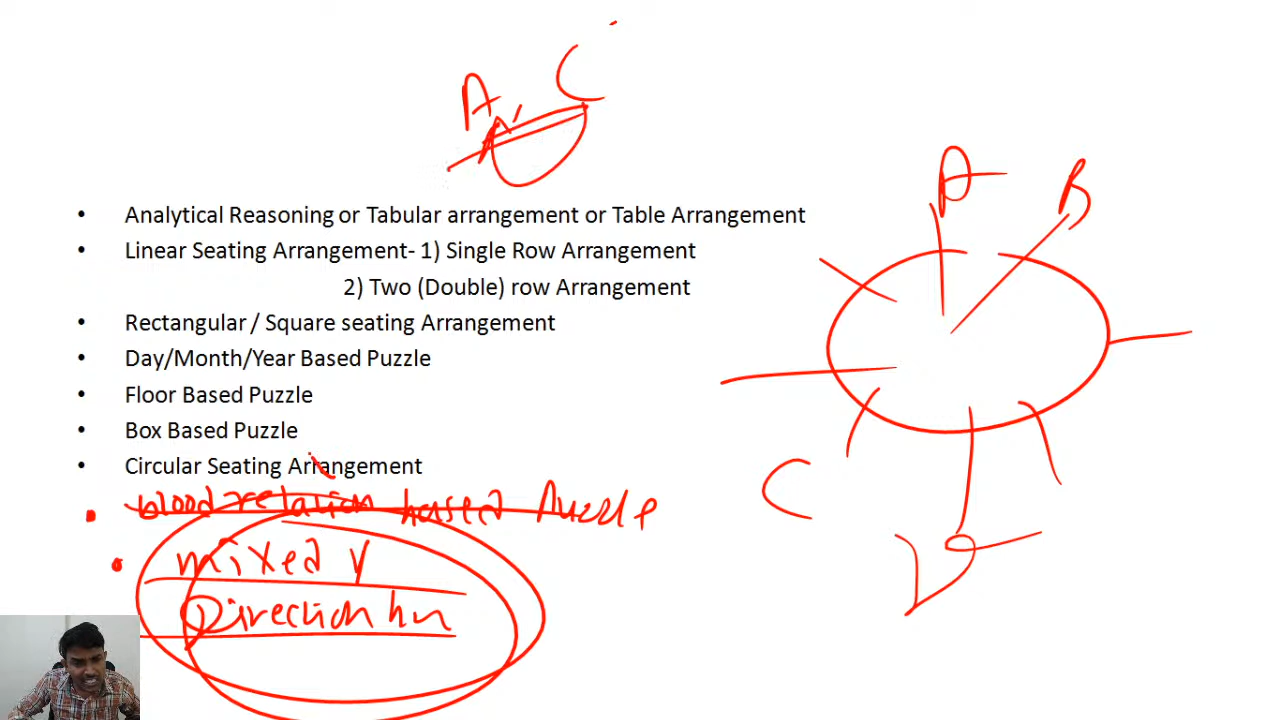 A C
A B
• Analytical Reasoning or Tabular arrangement or Table Arrangement
• Linear Seating Arrangement- 1) Single Row Arrangement
2) Two (Double) row Arrangement
• Rectangular / Square seating Arrangement
• Day/Month/Year Based Puzzle
• Floor Based Puzzle
• Box Based Puzzle
• Circular Seating Arrangement
C
• blood relation based Puzzle
• mixed
Direction
D